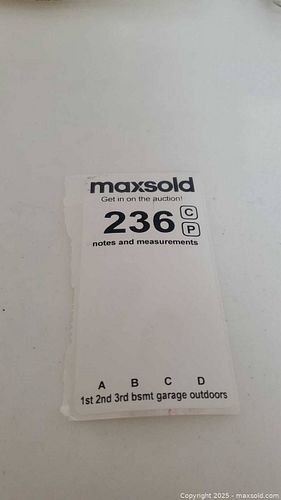 maxsold
Get in on the auction!
236 C
P
notes and measurements
A B C D
1st 2nd 3rd bsmt garage outdoors
Copyright 2025 - maxsold.com